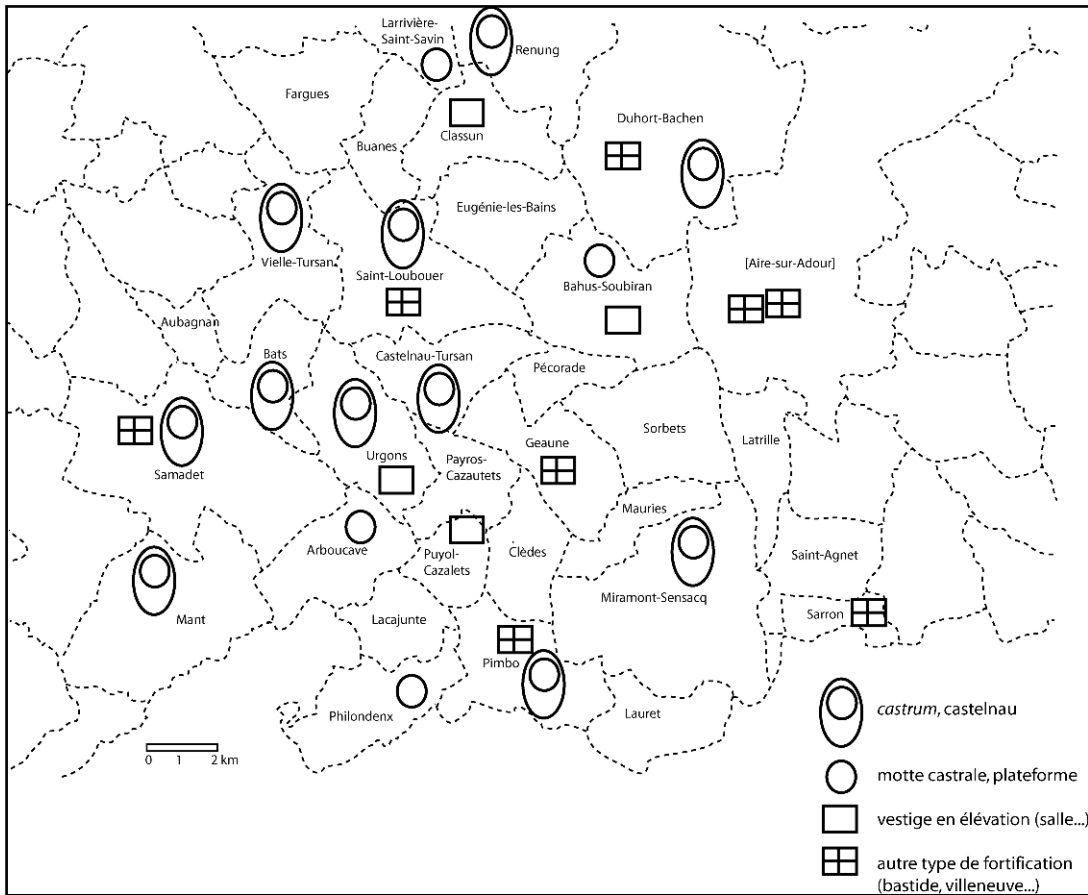 Larrivière-
Saint-Savin
Renung
Fargues
Buanes
Classun
Duhort-Bachen
Eugénie-les-Bains
Vielle-Tursan
Saint-Loubouer
Bahus-Soubiran
[Aire-sur-Adour]
Aubagnan
Bats
Castelnau-Tursan
Pécorade
Samadet
Urgons
Payros-
Cazautets
Geaune
Sorbets
Latrille
Mauries
Arboucave
Puyol-
Cazalets
Clèdes
Saint-Agnet
Miramont-Sensacq
Mant
Lacajunte
Sarron
Pimbo
Philondenx
Lauret
0 1 2 km
castrum, castelnau
motte castrale, plateforme
vestige en élévation (salle...)
autre type de fortification
(bastide, villeneuve...)